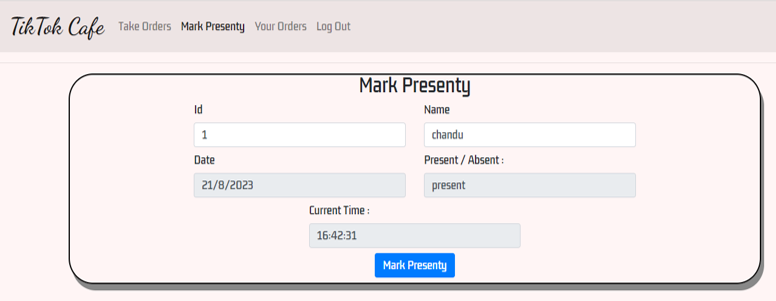 TikTok Cafe Take Orders Mark Presenty Your Orders Log Out
Mark Presenty
Id Name
1 chandu
Date Present / Absent :
21/8/2023 present
Current Time :
16:42:31
Mark Presenty